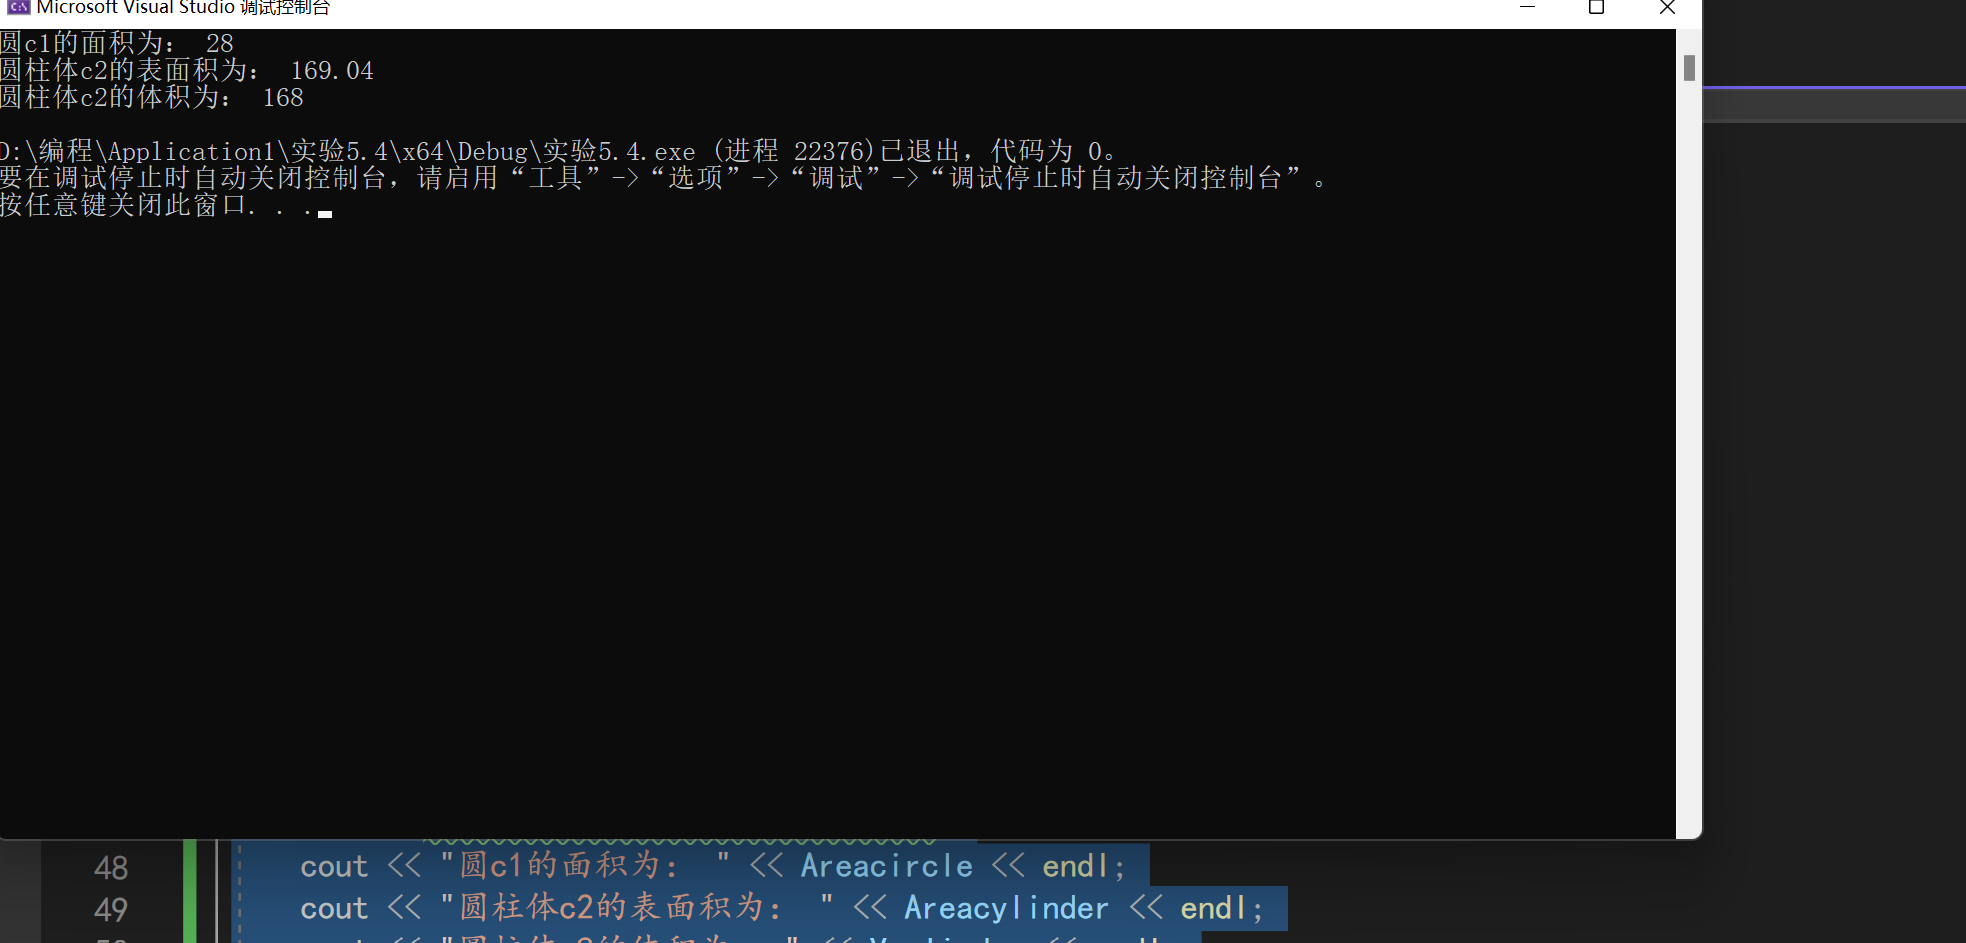 Microsoft Visual Studio 调试控制台
圆c1的面积为： 28
圆柱体c2的表面积为： 169.04
圆柱体c2的体积为： 168
D:\编程\Application1\实验5.4\x64\Debug\实验5.4.exe (进程 22376)已退出，代码为 0。
要在调试停止时自动关闭控制台，请启用“工具”->“选项”->“调试”->“调试停止时自动关闭控制台”。
按任意键关闭此窗口. . .
48 cout << "圆c1的面积为： " << Areacircle << endl;
49 cout << "圆柱体c2的表面积为： " << Areacylinder << endl;